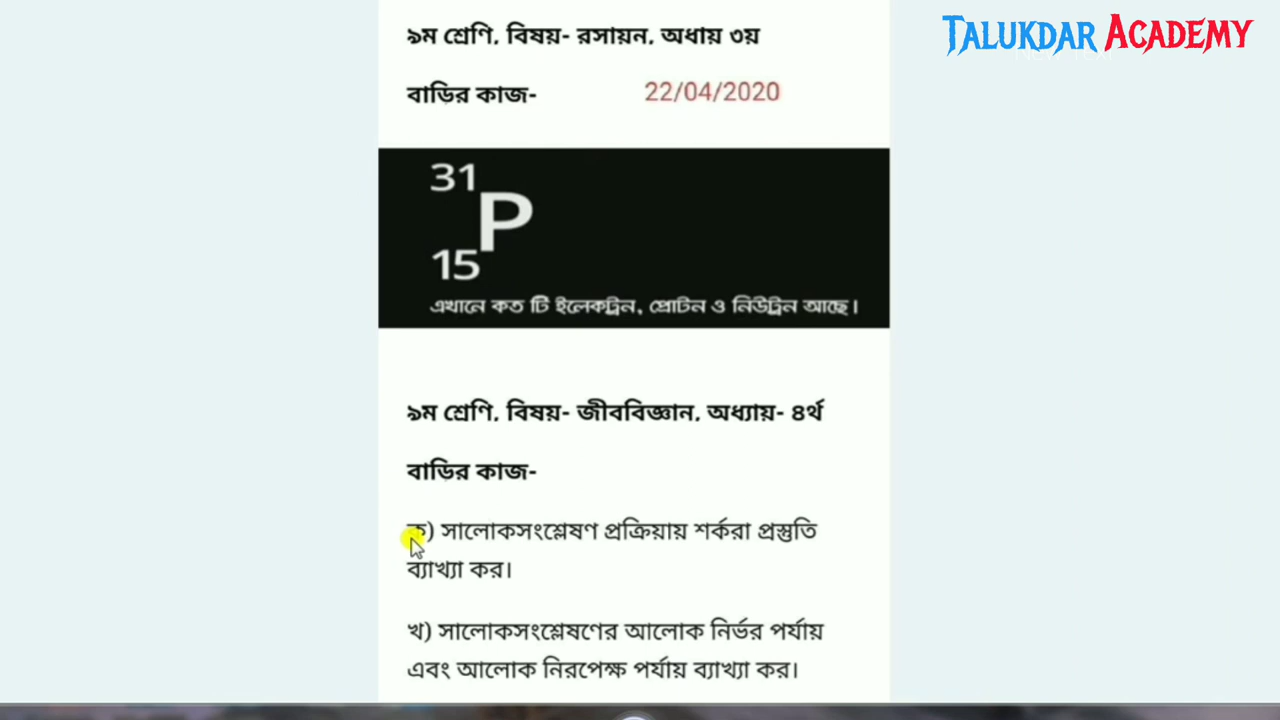 TALUKDAR ACADEMY
৯ম শ্রেণি. বিষয়- রসায়ন. অধায় ৩য়
বাড়ির কাজ- 22/04/2020
31
P
15
এখানে কত টি ইলেকট্রন, প্রোটন ও নিউট্রন আছে।
৯ম শ্রেণি. বিষয়- জীববিজ্ঞান. অধ্যায়- ৪র্থ
বাড়ির কাজ-
ক) সালোকসংশ্লেষণ প্রক্রিয়ায় শর্করা প্রস্তুতি
ব্যাখ্যা কর।
খ) সালোকসংশ্লেষণের আলোক নির্ভর পর্যায়
এবং আলোক নিরপেক্ষ পর্যায় ব্যাখ্যা কর।